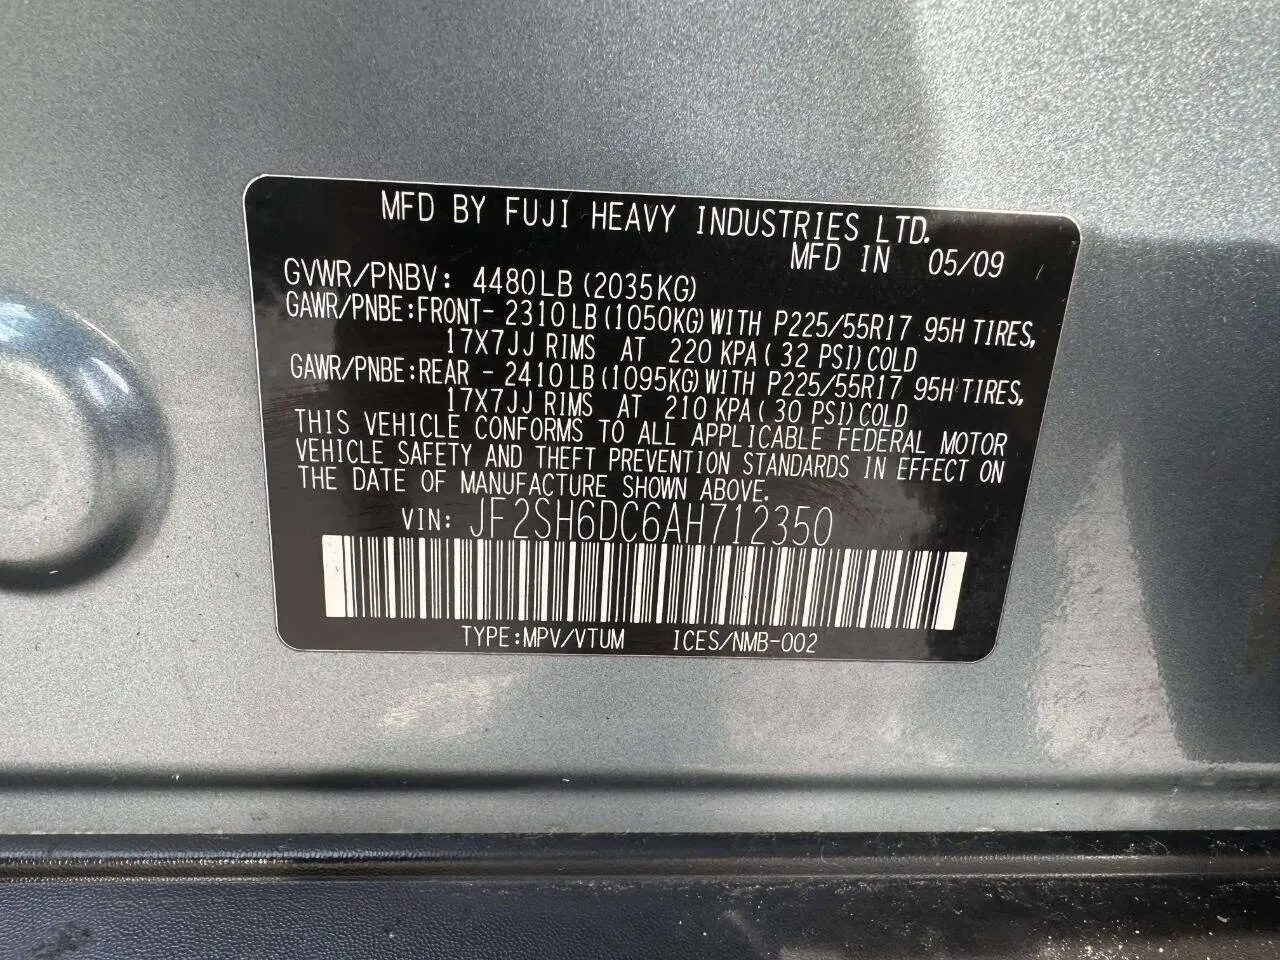 MFD BY FUJI HEAVY INDUSTRIES LTD.
MFD IN 05/09
GVWR/PNBV: 4480LB (2035KG)
GAWR/PNBE:FRONT- 2310LB (1050KG) WITH P225/55R17 95H TIRES,
17X7JJ RIMS AT 220 KPA ( 32 PSI) COLD
GAWR/PNBE:REAR - 2410LB (1095KG) WITH P225/55R17 95H TIRES,
17X7JJ RIMS AT 210 KPA ( 30 PSI) COLD
THIS VEHICLE CONFORMS TO ALL APPLICABLE FEDERAL MOTOR
VEHICLE SAFETY AND THEFT PREVENTION STANDARDS IN EFFECT ON
THE DATE OF MANUFACTURE SHOWN ABOVE.
VIN: JF2SH6DC6AH712350
TYPE:MPV/VTUM ICES/NMB-002